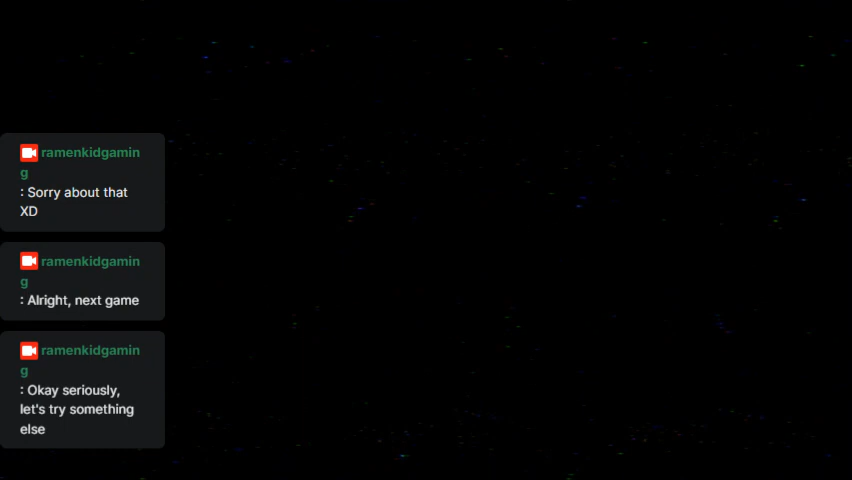 ramenkidgamin
g
: Sorry about that
XD
ramenkidgamin
g
: Alright, next game
ramenkidgamin
g
: Okay seriously,
let's try something
else